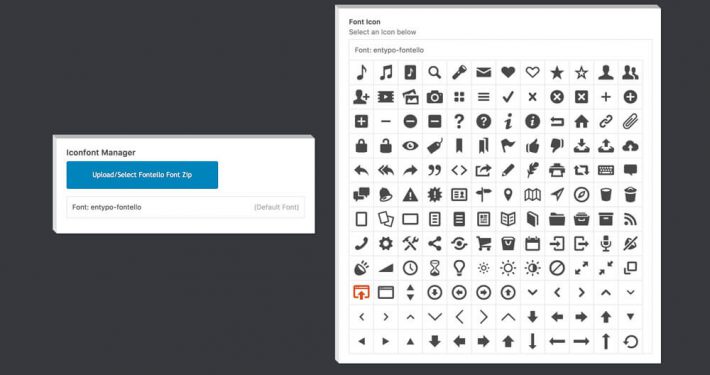 Iconfont Manager
Upload/Select Fontello Font Zip
Font: entypo-fontello (Default Font)
Font Icon
Select an Icon below
Font: entypo-fontello